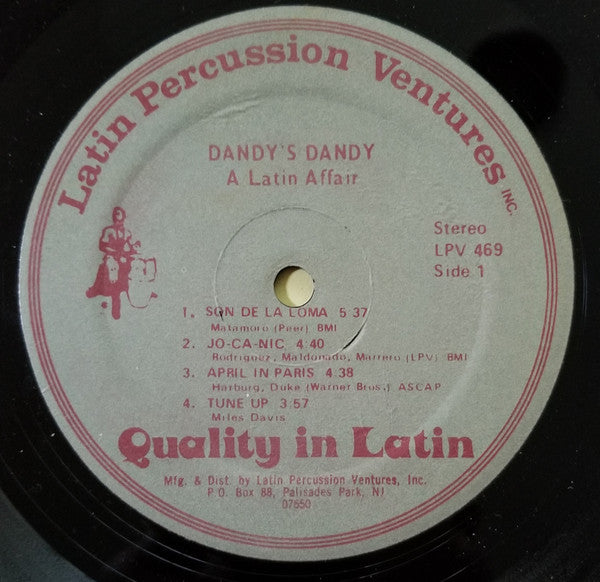 Latin Percussion Ventures INC.
DANDY'S DANDY
A Latin Affair
Stereo
LPV 469
Side 1
1. SON DE LA LOMA 5 37
Matamoro (Peer) BMI
2. JO-CA-NIC 4:40
Rodriguez, Maldonado, Marrero (LPV) BMI
3. APRIL IN PARIS 4:38
Harburg, Duke (Warner Bros.) ASCAP
4. TUNE UP 3:57
Miles Davis
Quality in Latin
Mfg. & Dist. by Latin Percussion Ventures, Inc.
P.O. Box 88, Palisades Park, NJ
07650